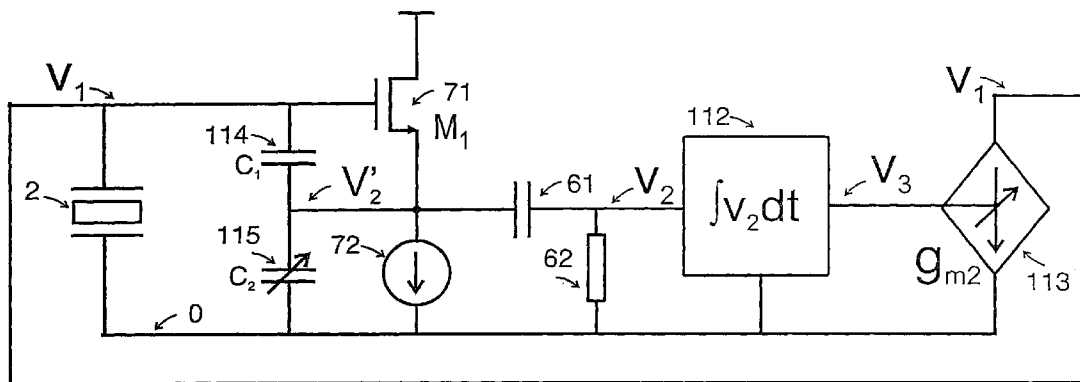 V₁
71
M₁
114
C₁
V'₂
2
115
C₂
72
0
61
V₂
62
112
∫v₂dt
V₃
V₁
gₘ₂
113